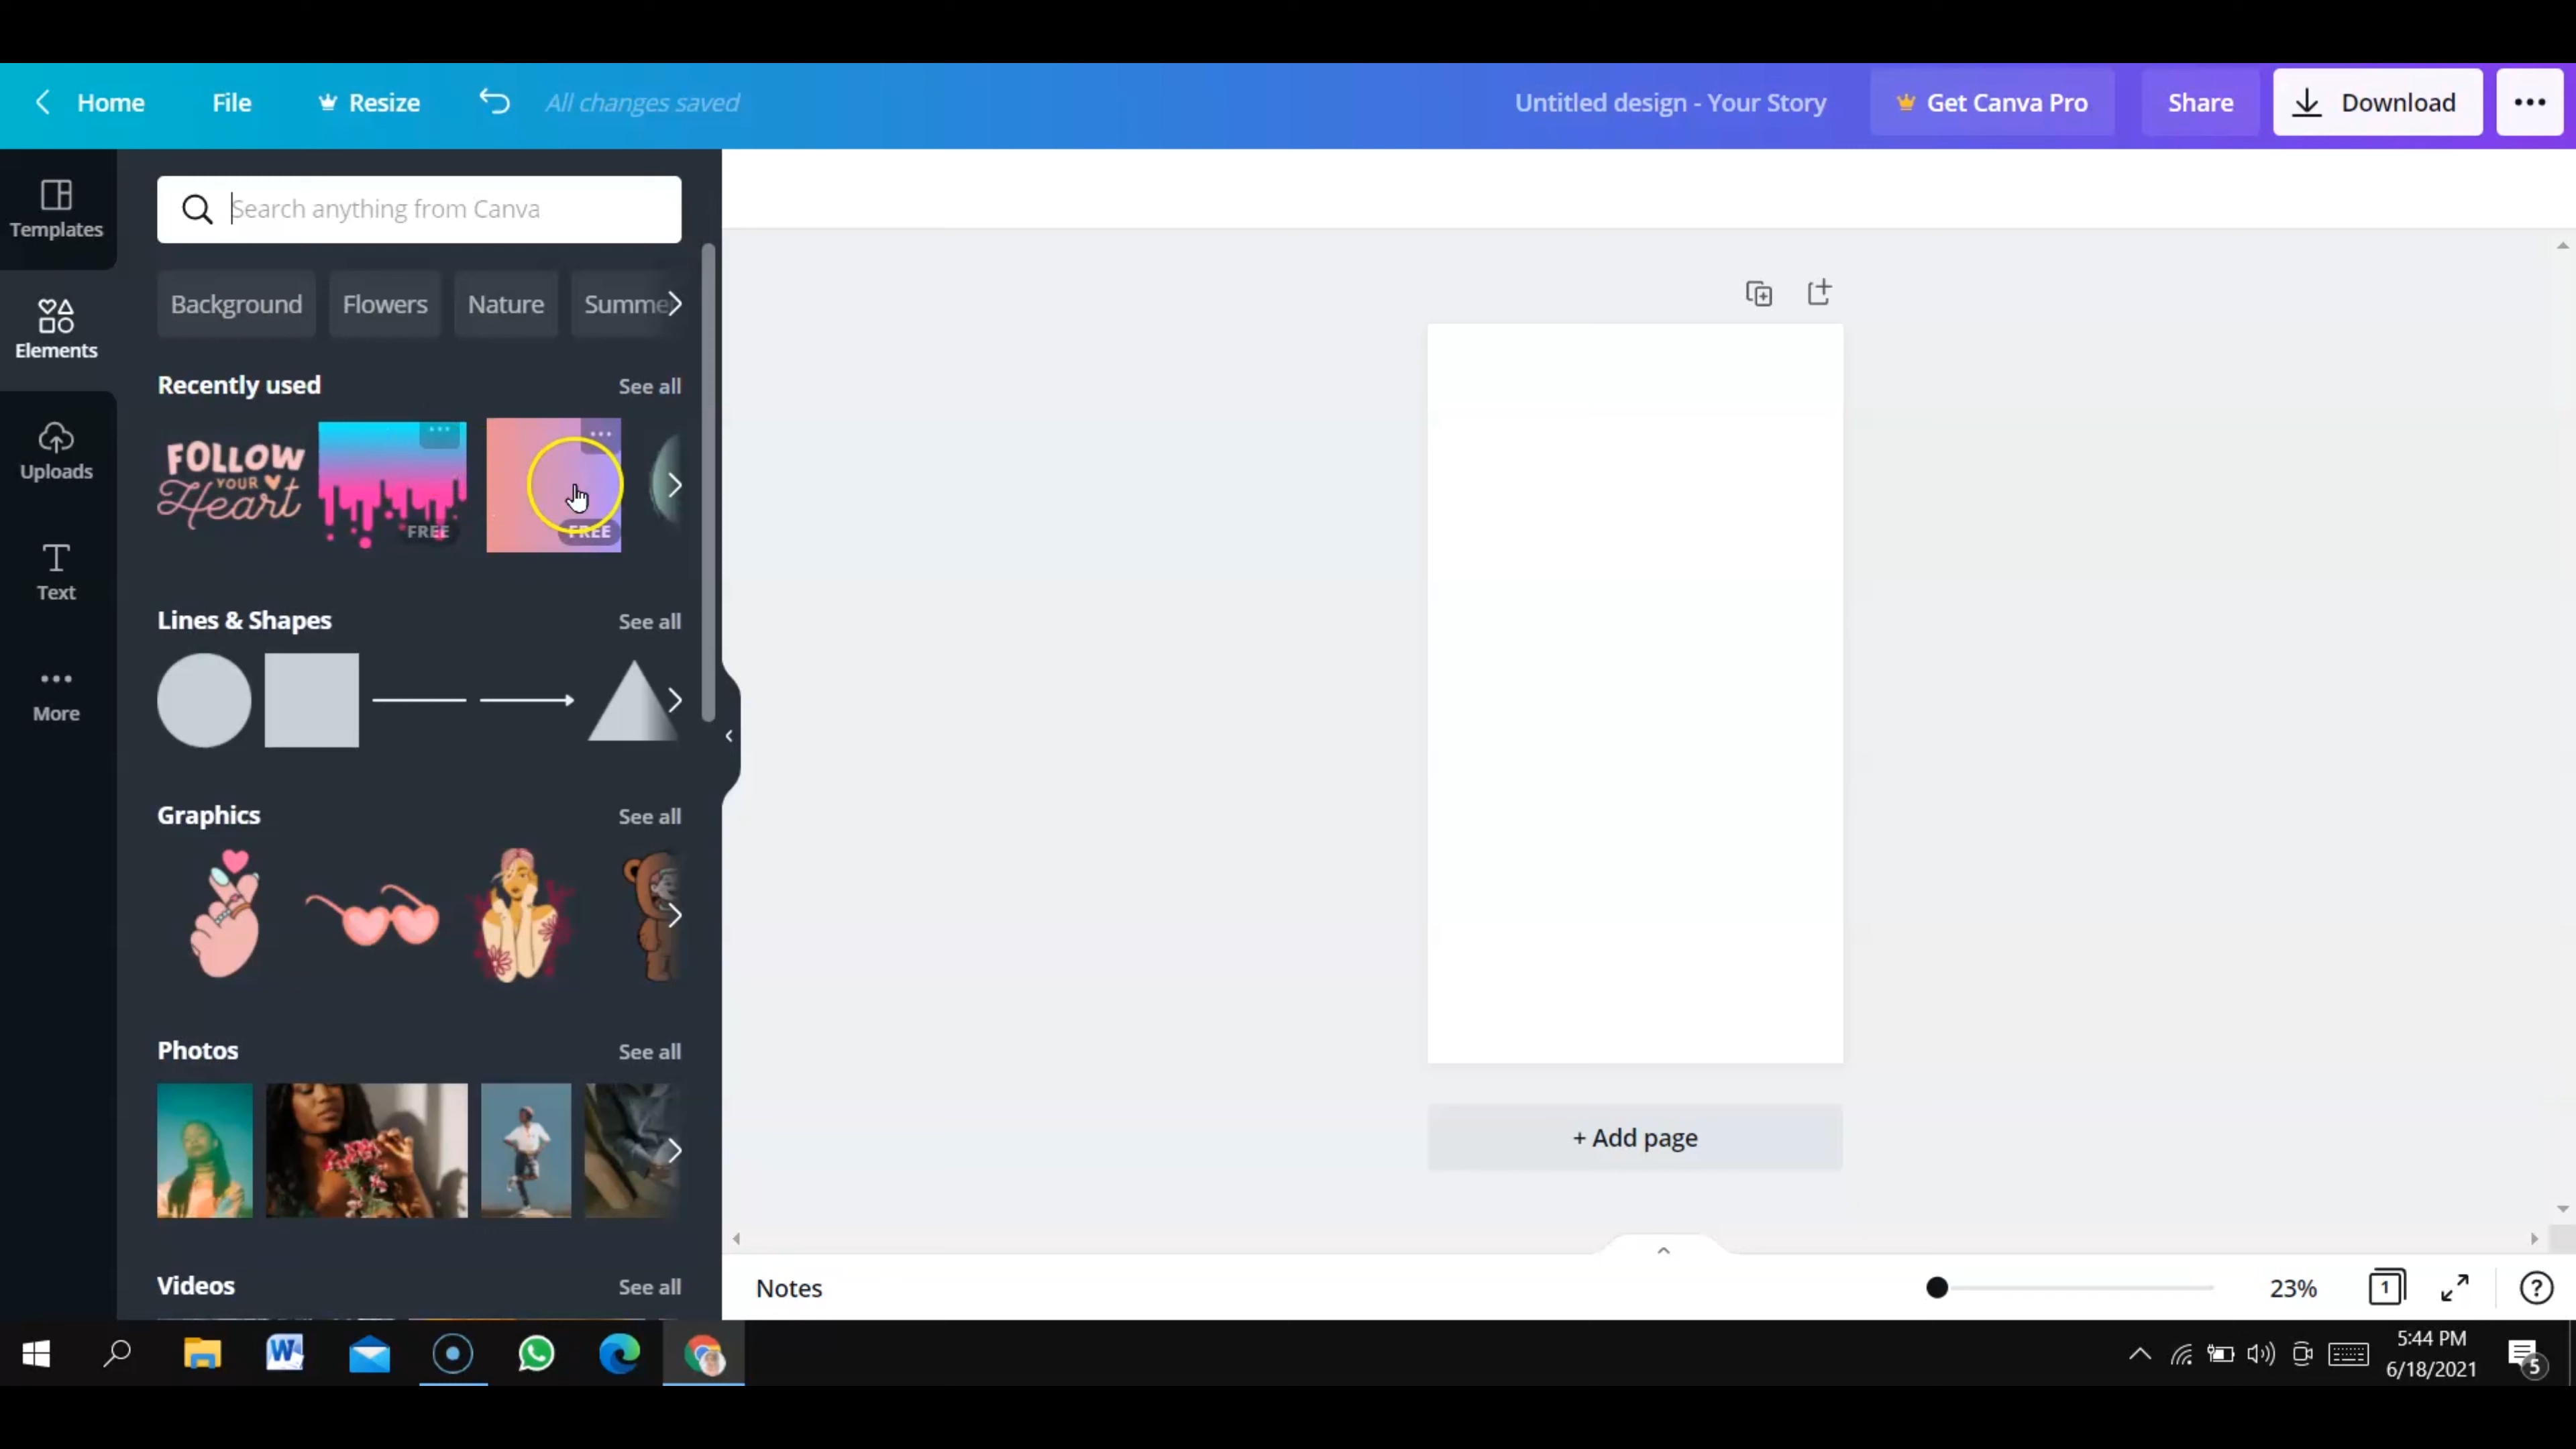 Home File Resize All changes saved Untitled design - Your Story Get Canva Pro Share Download
Templates
Elements
Uploads
Text
More
Search anything from Canva
Background Flowers Nature Summe
Recently used See all
FOLLOW
YOUR
Heart
FREE
FREE
Lines & Shapes See all
Graphics See all
Photos See all
Videos See all
+ Add page
Notes 23% 1 ?
W
5:44 PM
6/18/2021
5